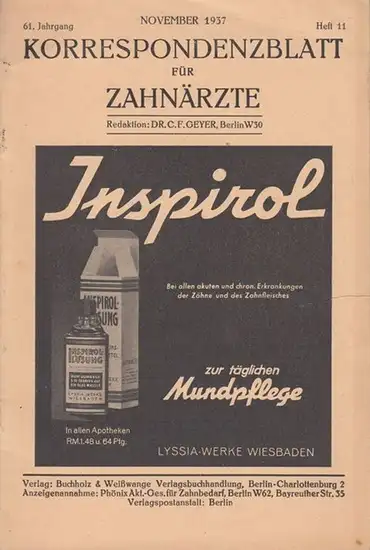 61. Jahrgang
NOVEMBER 1937
Heft 11
KORRESPONDENZBLATT
FÜR
ZAHNÄRZTE
Redaktion: DR. C. F. GEYER, Berlin W30
Inspirol
Bei allen akuten und chron. Erkrankungen
der Zähne und des Zahnfleisches
INSPIROL-
LÖSUNG
zur täglichen
Mundpflege
In allen Apotheken
RM.1.48 u. 64 Pfg.
LYSSIA-WERKE WIESBADEN
Verlag: Buchholz & Weißwange Verlagsbuchhandlung, Berlin-Charlottenburg 2
Anzeigenannahme: Phönix Akt.-Ges. für Zahnbedarf, Berlin W62, Bayreuther Str. 35
Verlagspostanstalt: Berlin